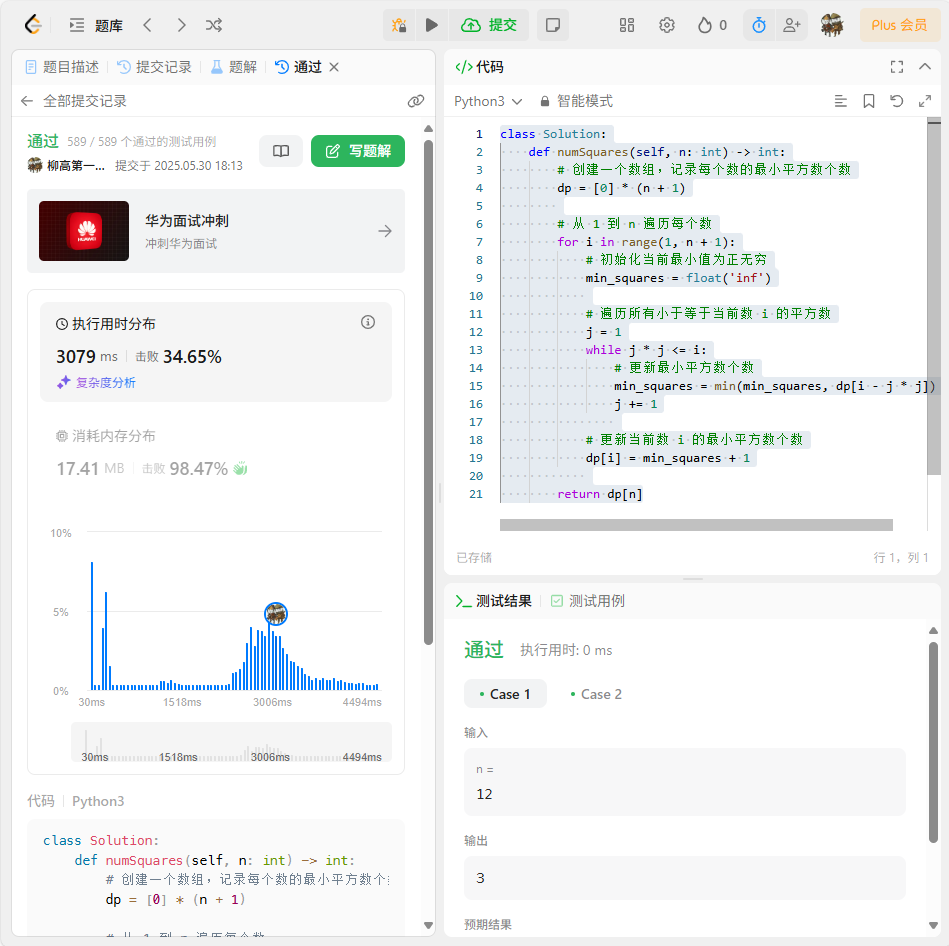 题库
提交
0
Plus 会员
题目描述
提交记录
题解
通过
全部提交记录
通过 589 / 589 个通过的测试用例
柳高第一... 提交于 2025.05.30 18:13
写题解
HUAWEI
华为面试冲刺
冲刺华为面试
执行用时分布
3079 ms 击败 34.65%
复杂度分析
消耗内存分布
17.41 MB 击败 98.47%
10%
5%
0%
30ms 1518ms 3006ms 4494ms
30ms 1518ms 3006ms 4494ms
代码 Python3
class Solution:
    def numSquares(self, n: int) -> int:
        # 创建一个数组，记录每个数的最小平方数个
        dp = [0] * (n + 1)
        # 从 1 到 n 遍历每个数
</> 代码
Python3 智能模式
1 class Solution:
2     def numSquares(self, n: int) -> int:
3         # 创建一个数组，记录每个数的最小平方数个数
4         dp = [0] * (n + 1)
5
6         # 从 1 到 n 遍历每个数
7         for i in range(1, n + 1):
8             # 初始化当前最小值为正无穷
9             min_squares = float('inf')
10
11             # 遍历所有小于等于当前数 i 的平方数
12             j = 1
13             while j * j <= i:
14                 # 更新最小平方数个数
15                 min_squares = min(min_squares, dp[i - j * j])
16                 j += 1
17
18             # 更新当前数 i 的最小平方数个数
19             dp[i] = min_squares + 1
20
21         return dp[n]
已存储 行 1，列 1
测试结果
测试用例
通过 执行用时: 0 ms
Case 1
Case 2
输入
n =
12
输出
3
预期结果